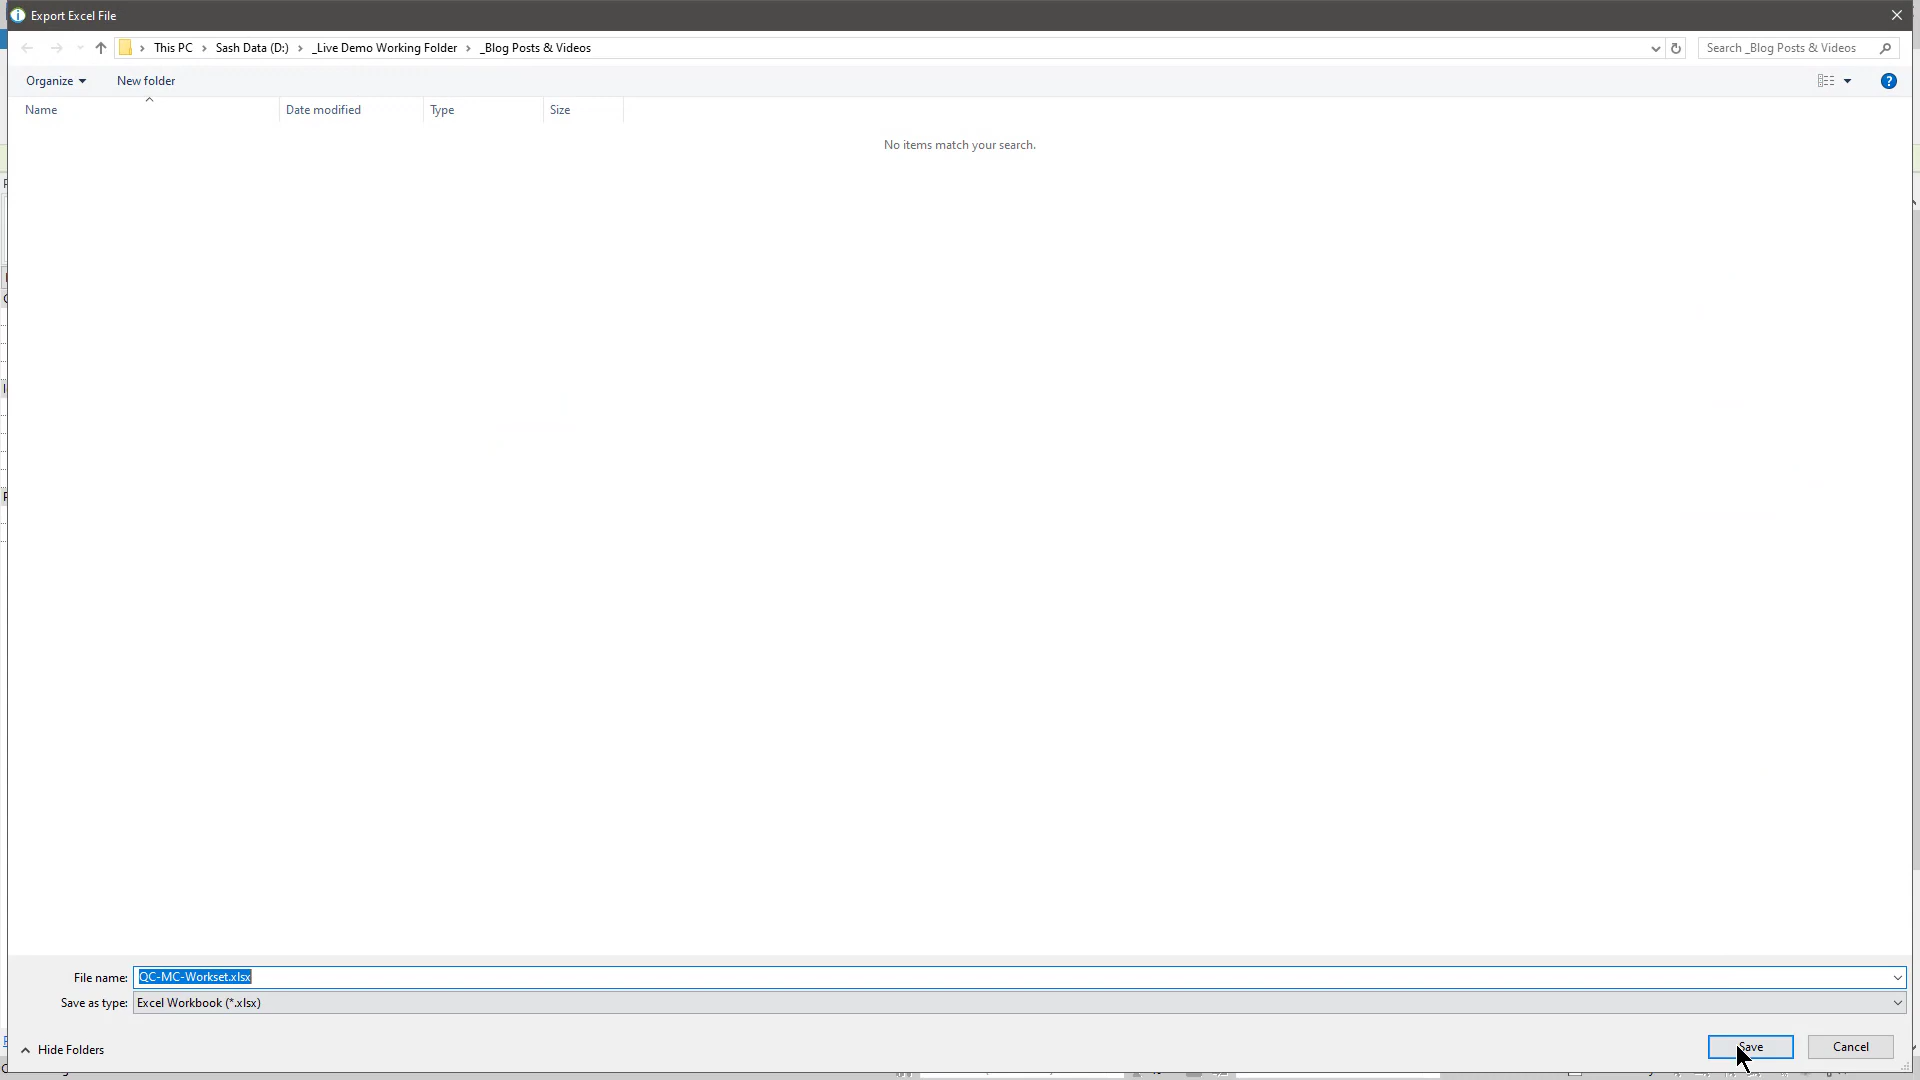 Export Excel File
This PC > Sash Data (D:) > _Live Demo Working Folder > _Blog Posts & Videos
Search _Blog Posts & Videos
Organize New folder
Name Date modified Type Size
No items match your search.
File name: QC-MC-Workset.xlsx
Save as type: Excel Workbook (*.xlsx)
Hide Folders
Save Cancel